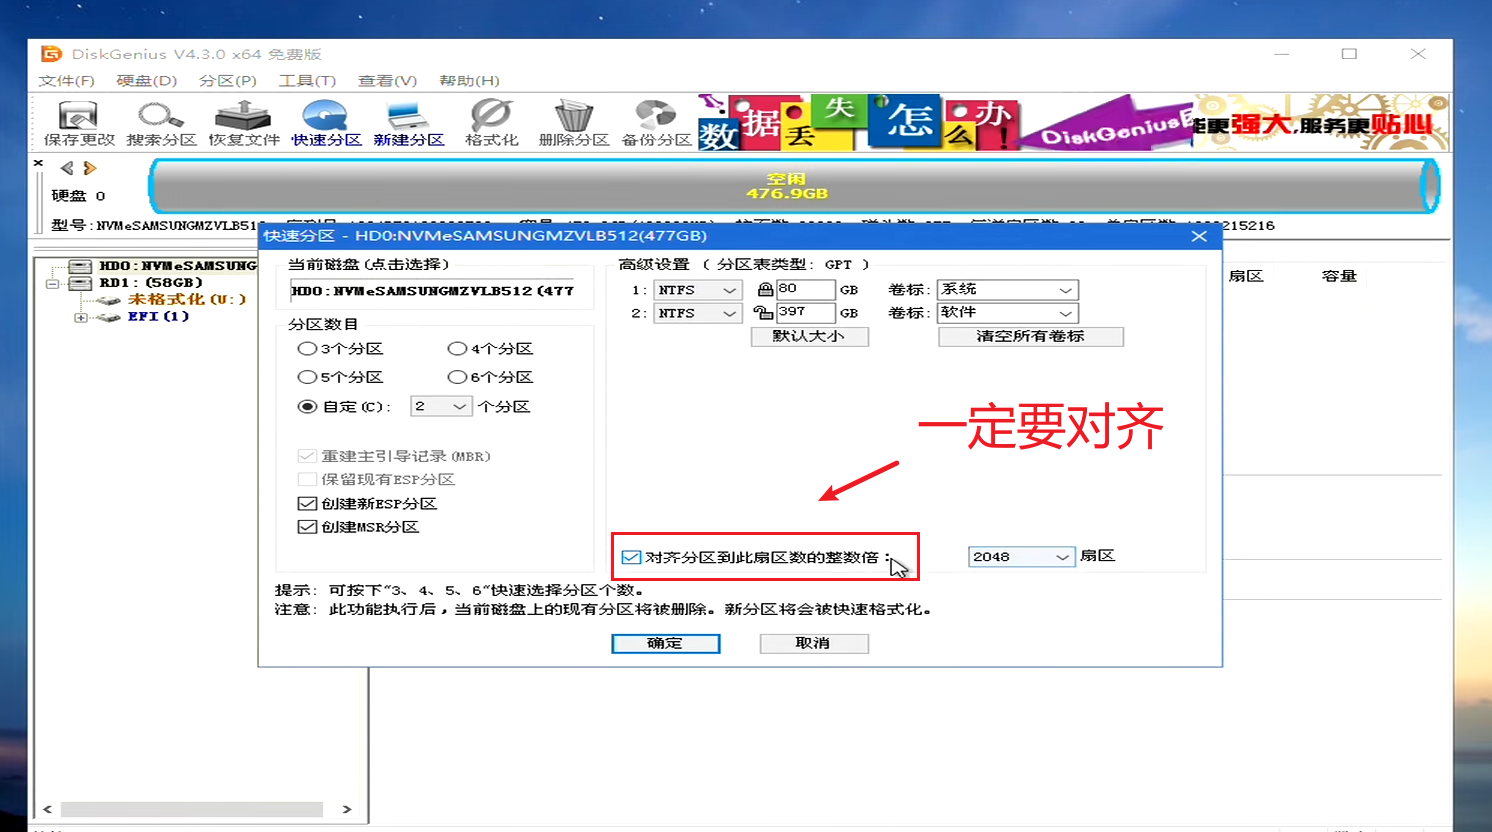 DiskGenius V4.3.0 x64 免费版
文件(F) 硬盘(D) 分区(P) 工具(T) 查看(V) 帮助(H)
保存更改 搜索分区 恢复文件 快速分区 新建分区 格式化 删除分区 备份分区
数据丢失怎么办!
DiskGenius
更强大,服务更贴心
硬盘 0
空闲
476.9GB
型号:NVMeSAMSUNGMZVLB51
215216
快速分区 - HD0:NVMeSAMSUNGMZVLB512(477GB)
HD0:NVMeSAMSUNG
RD1:(58GB)
未格式化(U:)
EFI(1)
扇区 容量
当前磁盘(点击选择)
HD0:NVMeSAMSUNGMZVLB512(477
分区数目
3个分区 4个分区
5个分区 6个分区
自定(C): 2 个分区
重建主引导记录(MBR)
保留现有ESP分区
创建新ESP分区
创建MSR分区
高级设置 ( 分区表类型: GPT )
1: NTFS 80 GB 卷标: 系统
2: NTFS 397 GB 卷标: 软件
默认大小 清空所有卷标
一定要对齐
对齐分区到此扇区数的整数倍: 2048 扇区
提示: 可按下"3、4、5、6"快速选择分区个数。
注意: 此功能执行后，当前磁盘上的现有分区将被删除。新分区将会被快速格式化。
确定 取消